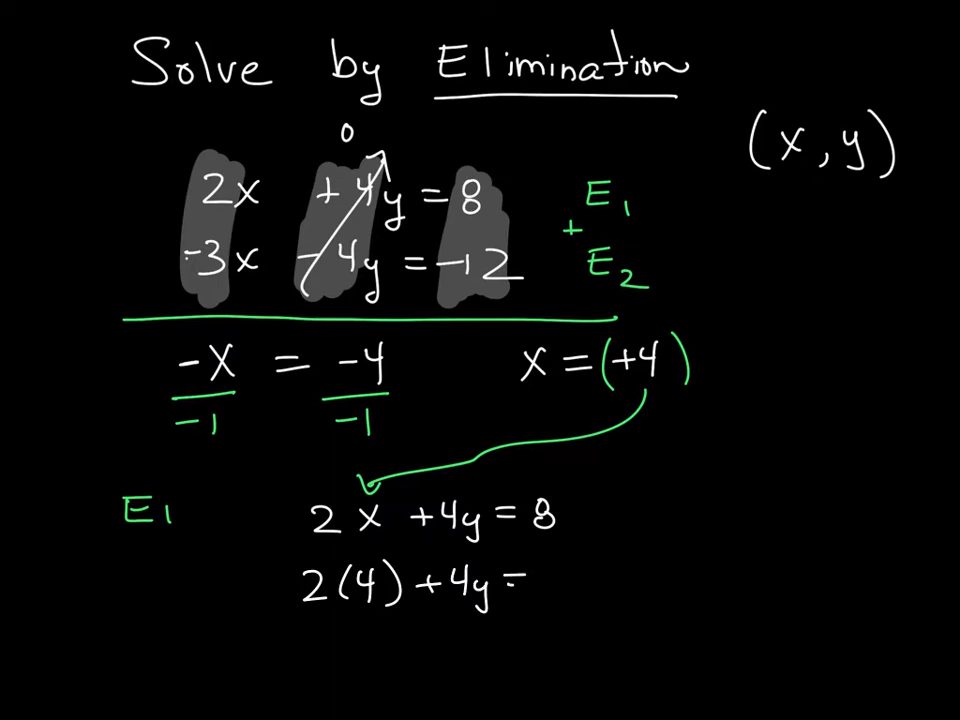 Solve by Elimination
(x, y)
0
2x + 4y = 8 E1
+
-3x - 4y = -12 E2
-x = -4 x = (+4)
-1 -1
E1 2x + 4y = 8
2(4) + 4y =